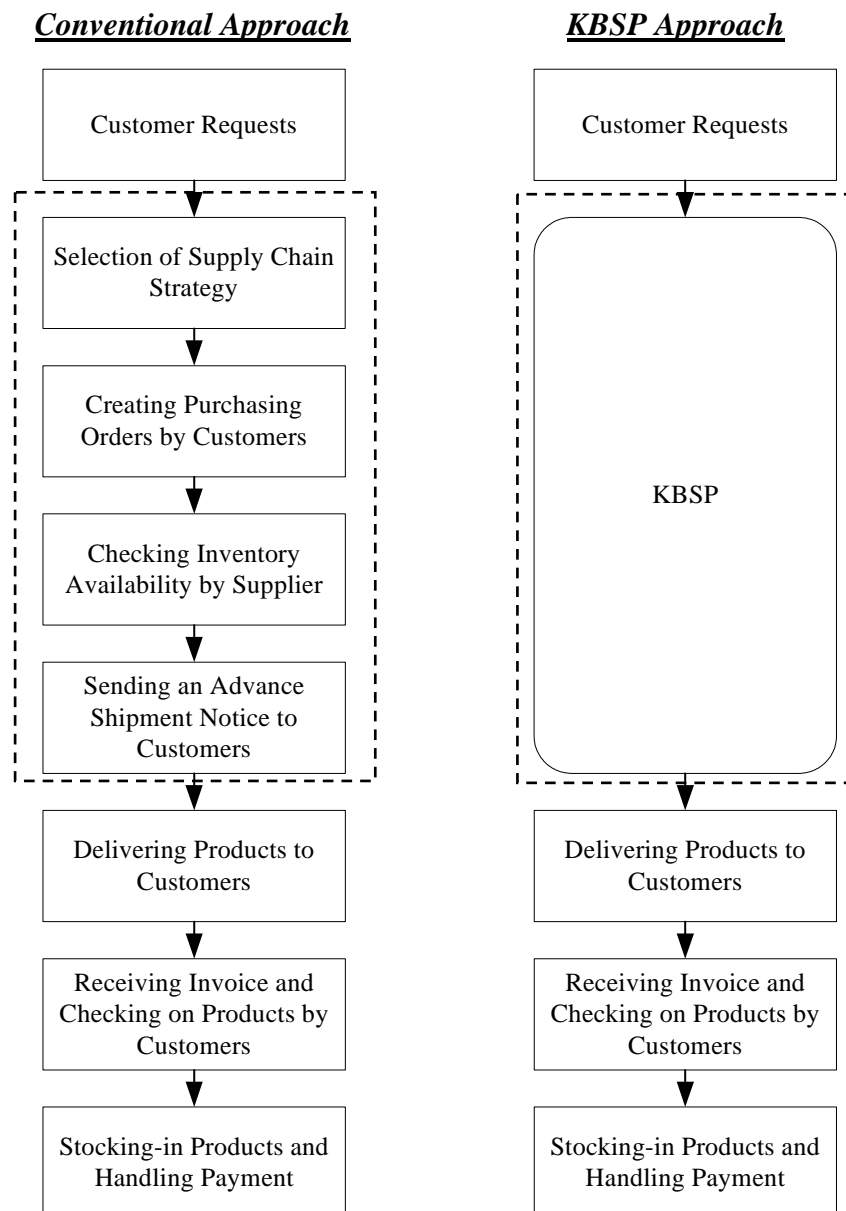 Conventional Approach
Customer Requests
Selection of Supply Chain
Strategy
Creating Purchasing
Orders by Customers
Checking Inventory
Availability by Supplier
Sending an Advance
Shipment Notice to
Customers
Delivering Products to
Customers
Receiving Invoice and
Checking on Products by
Customers
Stocking-in Products and
Handling Payment
KBSP Approach
Customer Requests
KBSP
Delivering Products to
Customers
Receiving Invoice and
Checking on Products by
Customers
Stocking-in Products and
Handling Payment